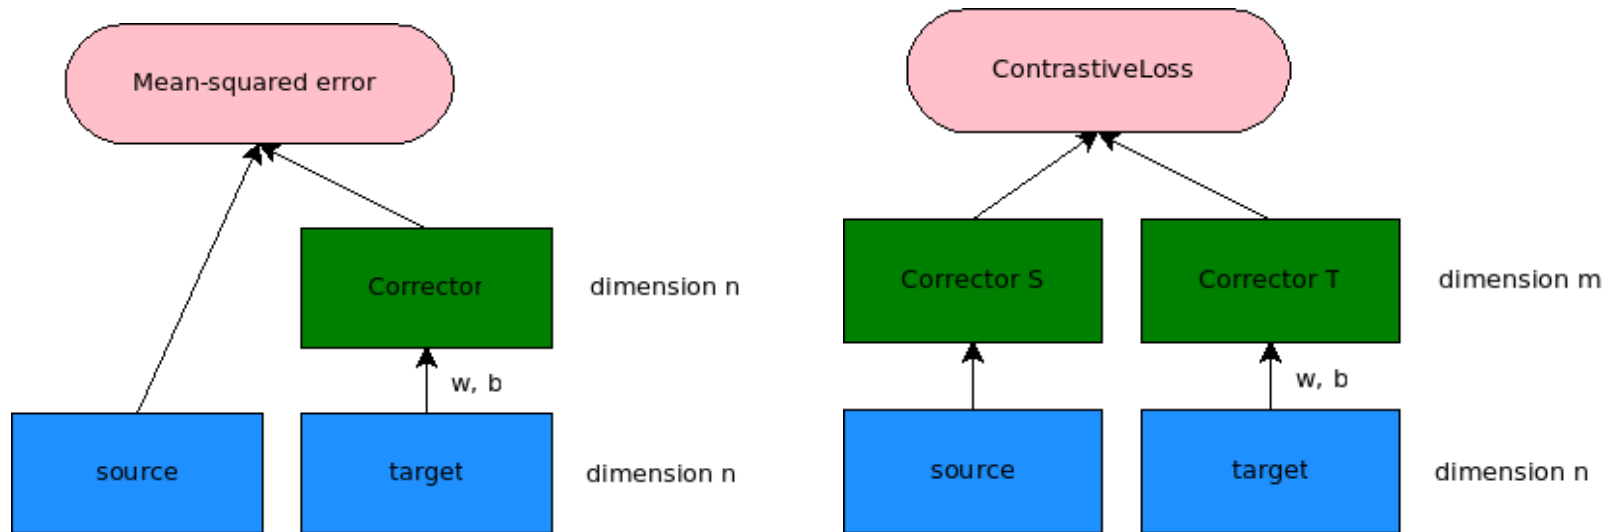 Mean-squared error
Corrector
dimension n
w, b
source
target
dimension n
ContrastiveLoss
Corrector S
Corrector T
dimension m
w, b
source
target
dimension n